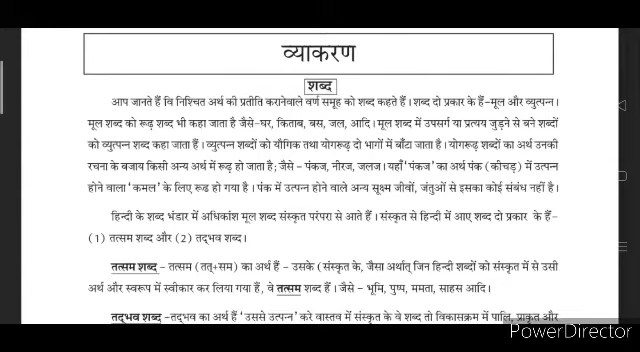 व्याकरण
शब्द
आप जानते हैं वि निश्चित अर्थ की प्रतीति करानेवाले वर्ण समूह को शब्द कहते हैं। शब्द दो प्रकार के हैं-मूल और व्युत्पन्न।
मूल शब्द को रूढ़ शब्द भी कहा जाता है जैसे-घर, किताब, बस, जल, आदि। मूल शब्द में उपसर्ग या प्रत्यय जुड़ने से बने शब्दों
को व्युत्पन्न शब्द कहा जाता हैं। व्युत्पन्न शब्दों को यौगिक तथा योगरूढ़ दो भागों में बाँटा जाता है। योगरूढ़ शब्दों का अर्थ उनकी
रचना के बजाय किसी अन्य अर्थ में रूढ़ हो जाता है; जैसे - पंकज, नीरज, जलज। यहाँ 'पंकज' का अर्थ पंक (कीचड़) में उत्पन्न
होने वाला 'कमल' के लिए रूढ हो गया है। पंक में उत्पन्न होने वाले अन्य सूक्ष्म जीवों, जंतुओं से इसका कोई संबंध नहीं है।
हिन्दी के शब्द भंडार में अधिकांश मूल शब्द संस्कृत परंपरा से आते हैं। संस्कृत से हिन्दी में आए शब्द दो प्रकार के हैं-
(1) तत्सम शब्द और (2) तद्भव शब्द।
तत्सम शब्द - तत्सम (तत्+सम) का अर्थ हैं - उसके (संस्कृत के, जैसा अर्थात् जिन हिन्दी शब्दों को संस्कृत में से उसी
अर्थ और स्वरूप में स्वीकार कर लिया गया हैं, वे तत्सम शब्द हैं। जैसे - भूमि, पुष्प, ममता, साहस आदि।
तद्भव शब्द -तद्भव का अर्थ हैं 'उससे उत्पन्न' करे वास्तव में संस्कृत के वे शब्द तो विकासक्रम में पालि, प्राकृत और
PowerDirector